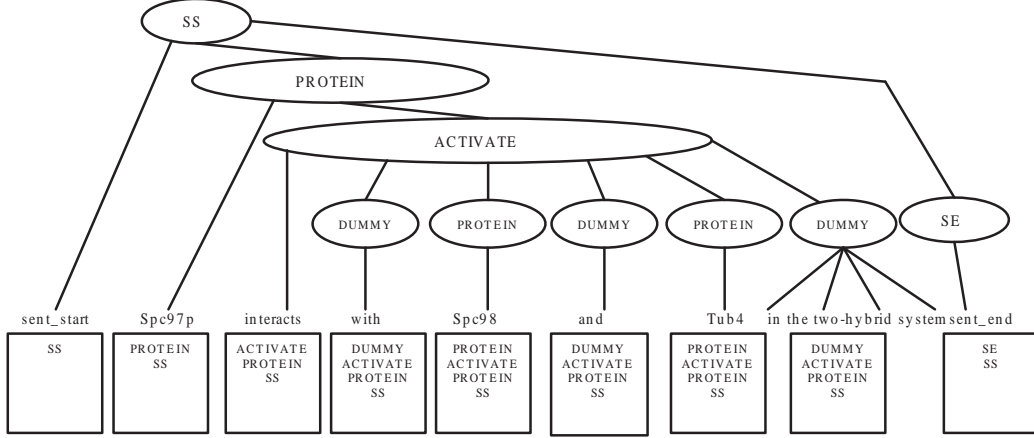 SS
PROTEIN
ACTIVATE
DUMMY PROTEIN DUMMY PROTEIN DUMMY SE
sent_start Spc97p interacts with Spc98 and Tub4 in the two-hybrid system sent_end
SS PROTEIN ACTIVATE DUMMY PROTEIN DUMMY PROTEIN DUMMY SE
SS PROTEIN ACTIVATE ACTIVATE ACTIVATE ACTIVATE ACTIVATE SS
SS PROTEIN PROTEIN PROTEIN PROTEIN PROTEIN
SS SS SS SS SS